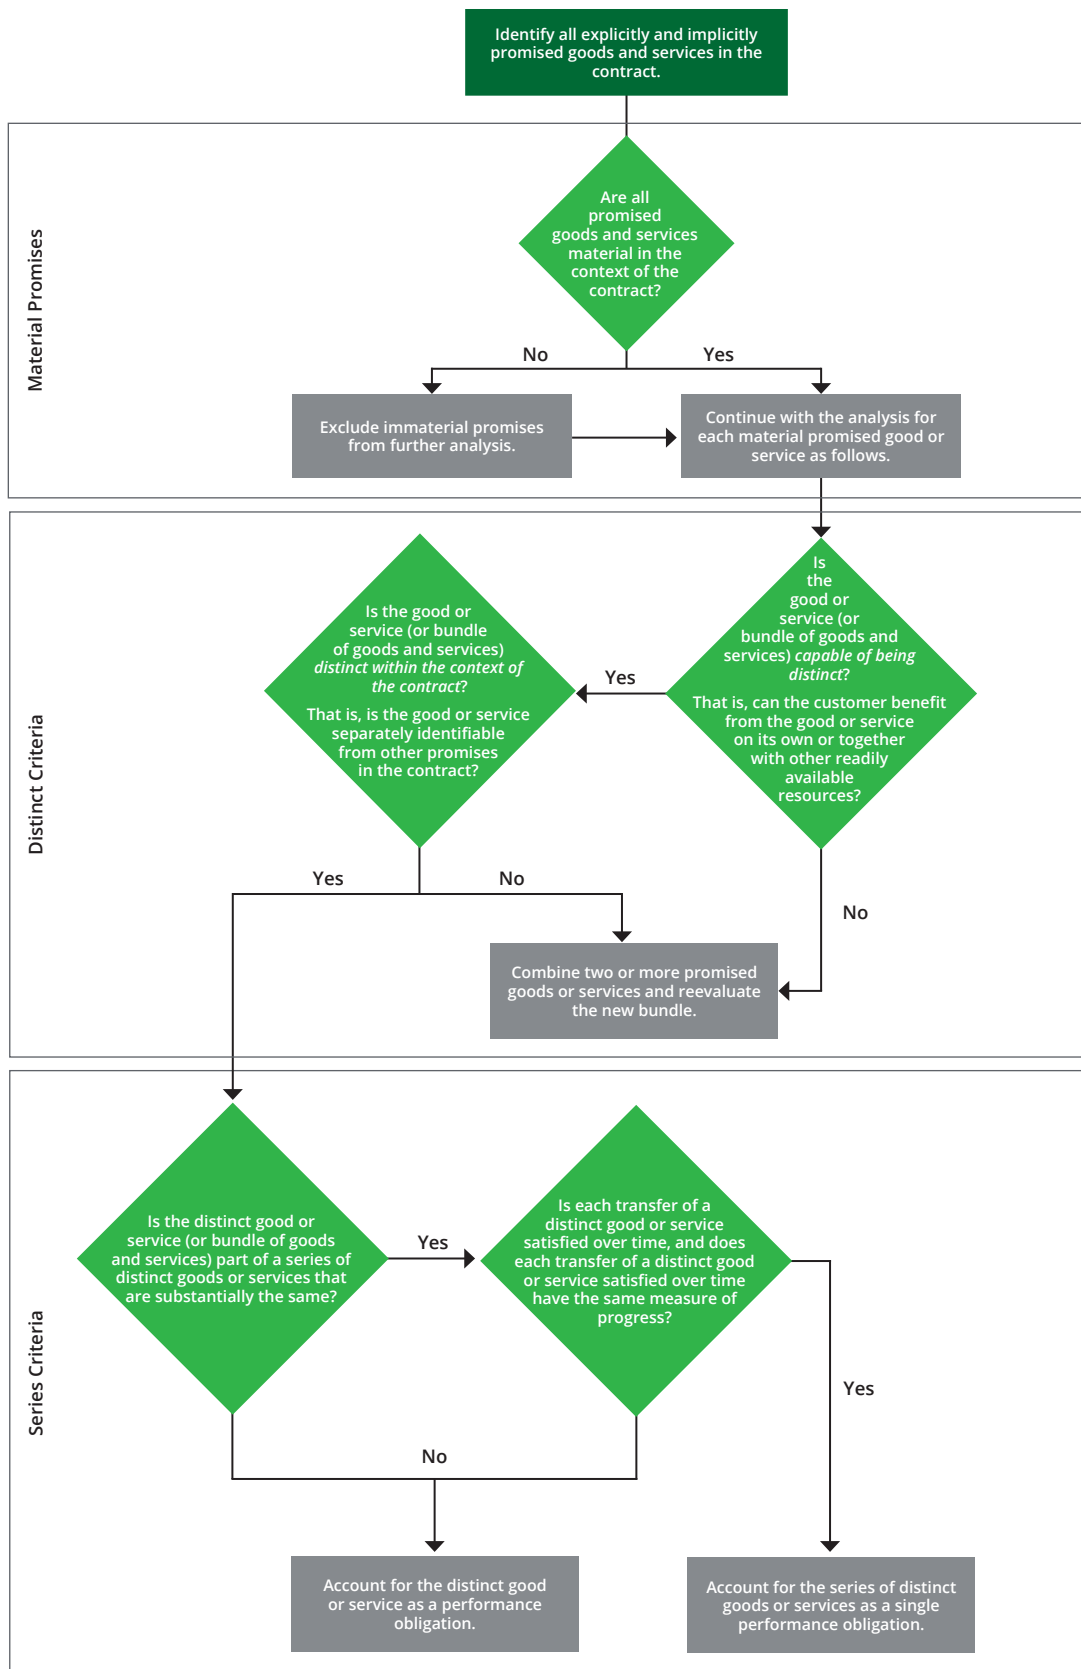 Identify all explicitly and implicitly
promised goods and services in the
contract.
Material Promises
Are all
promised
goods and services
material in the
context of the
contract?
No
Yes
Exclude immaterial promises
from further analysis.
Continue with the analysis for
each material promised good or
service as follows.
Distinct Criteria
Is
the
good or
service (or
bundle of goods and
services) capable of being
distinct?
That is, can the customer benefit
from the good or service
on its own or together
with other readily
available
resources?
Yes
Is the good or
service (or bundle
of goods and services)
distinct within the context of
the contract?
That is, is the good or service
separately identifiable
from other promises
in the contract?
Yes
No
No
Combine two or more promised
goods or services and reevaluate
the new bundle.
Series Criteria
Is the distinct good or
service (or bundle of goods
and services) part of a series of
distinct goods or services that
are substantially the same?
Yes
Is each transfer of a
distinct good or service
satisfied over time, and does
each transfer of a distinct good
or service satisfied over time
have the same measure of
progress?
Yes
No
Account for the distinct good
or service as a performance
obligation.
Account for the series of distinct
goods or services as a single
performance obligation.